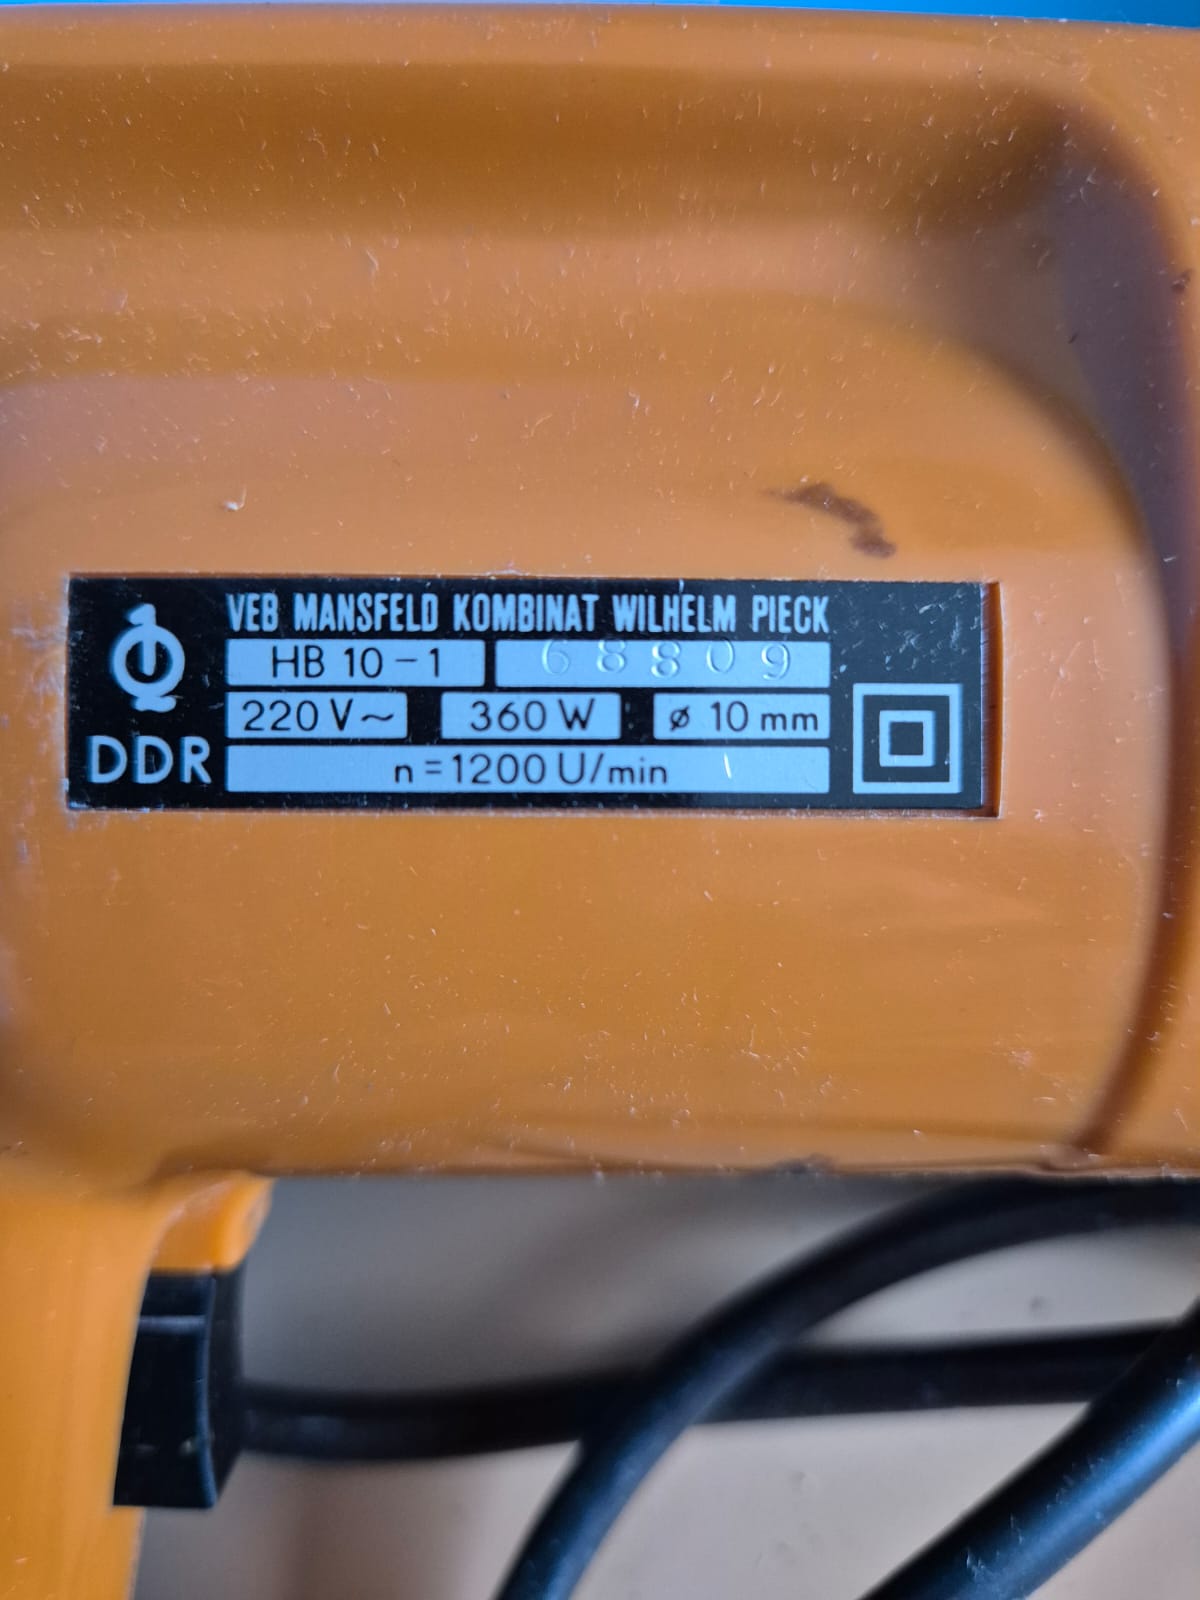 VEB MANSFELD KOMBINAT WILHELM PIECK
HB 10-1 68809
220 V~ 360 W ø 10 mm
DDR
n = 1200 U/min